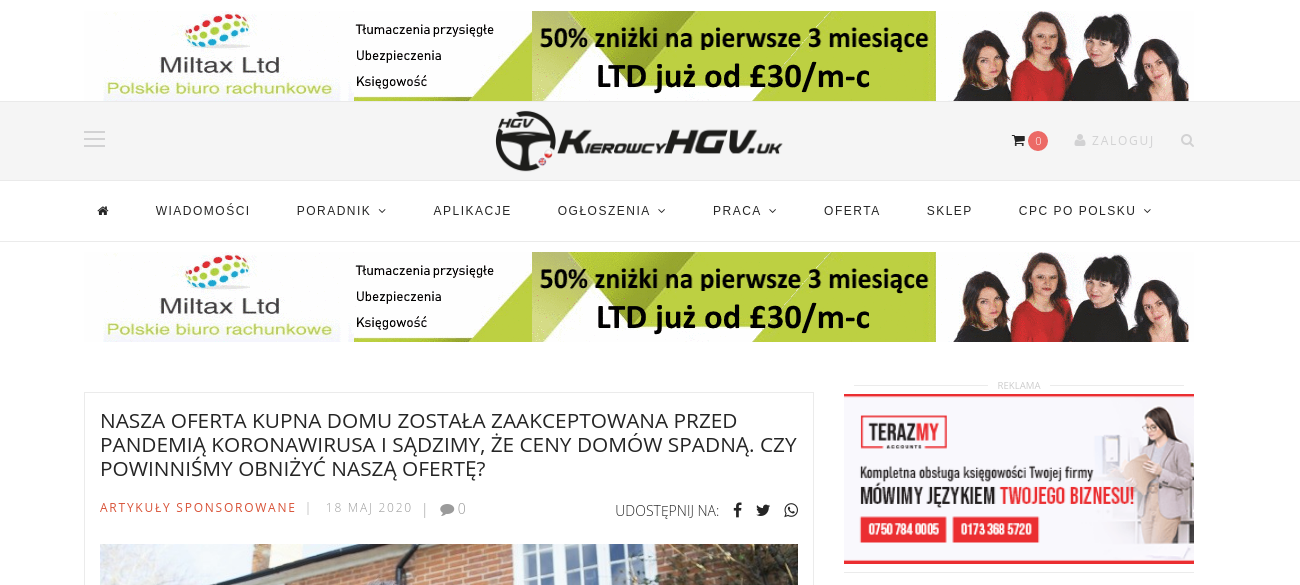 Miltax Ltd
Polskie biuro rachunkowe
Tłumaczenia przysięgłe
Ubezpieczenia
Księgowość
50% zniżki na pierwsze 3 miesiące
LTD już od £30/m-c
HGV
KierowcyHGV.uk
0
ZALOGUJ
WIADOMOŚCI PORADNIK APLIKACJE OGŁOSZENIA PRACA OFERTA SKLEP CPC PO POLSKU
Miltax Ltd
Polskie biuro rachunkowe
Tłumaczenia przysięgłe
Ubezpieczenia
Księgowość
50% zniżki na pierwsze 3 miesiące
LTD już od £30/m-c
NASZA OFERTA KUPNA DOMU ZOSTAŁA ZAAKCEPTOWANA PRZED
PANDEMIĄ KORONAWIRUSA I SĄDZIMY, ŻE CENY DOMÓW SPADNĄ. CZY
POWINNIŚMY OBNIŻYĆ NASZĄ OFERTĘ?
ARTYKUŁY SPONSOROWANE | 18 MAJ 2020 | 0
UDOSTĘPNIJ NA:
REKLAMA
TERAZMY
ACCOUNTS
Kompletna obsługa księgowości Twojej firmy
MÓWIMY JĘZYKIEM TWOJEGO BIZNESU!
0750 784 0005 0173 368 5720